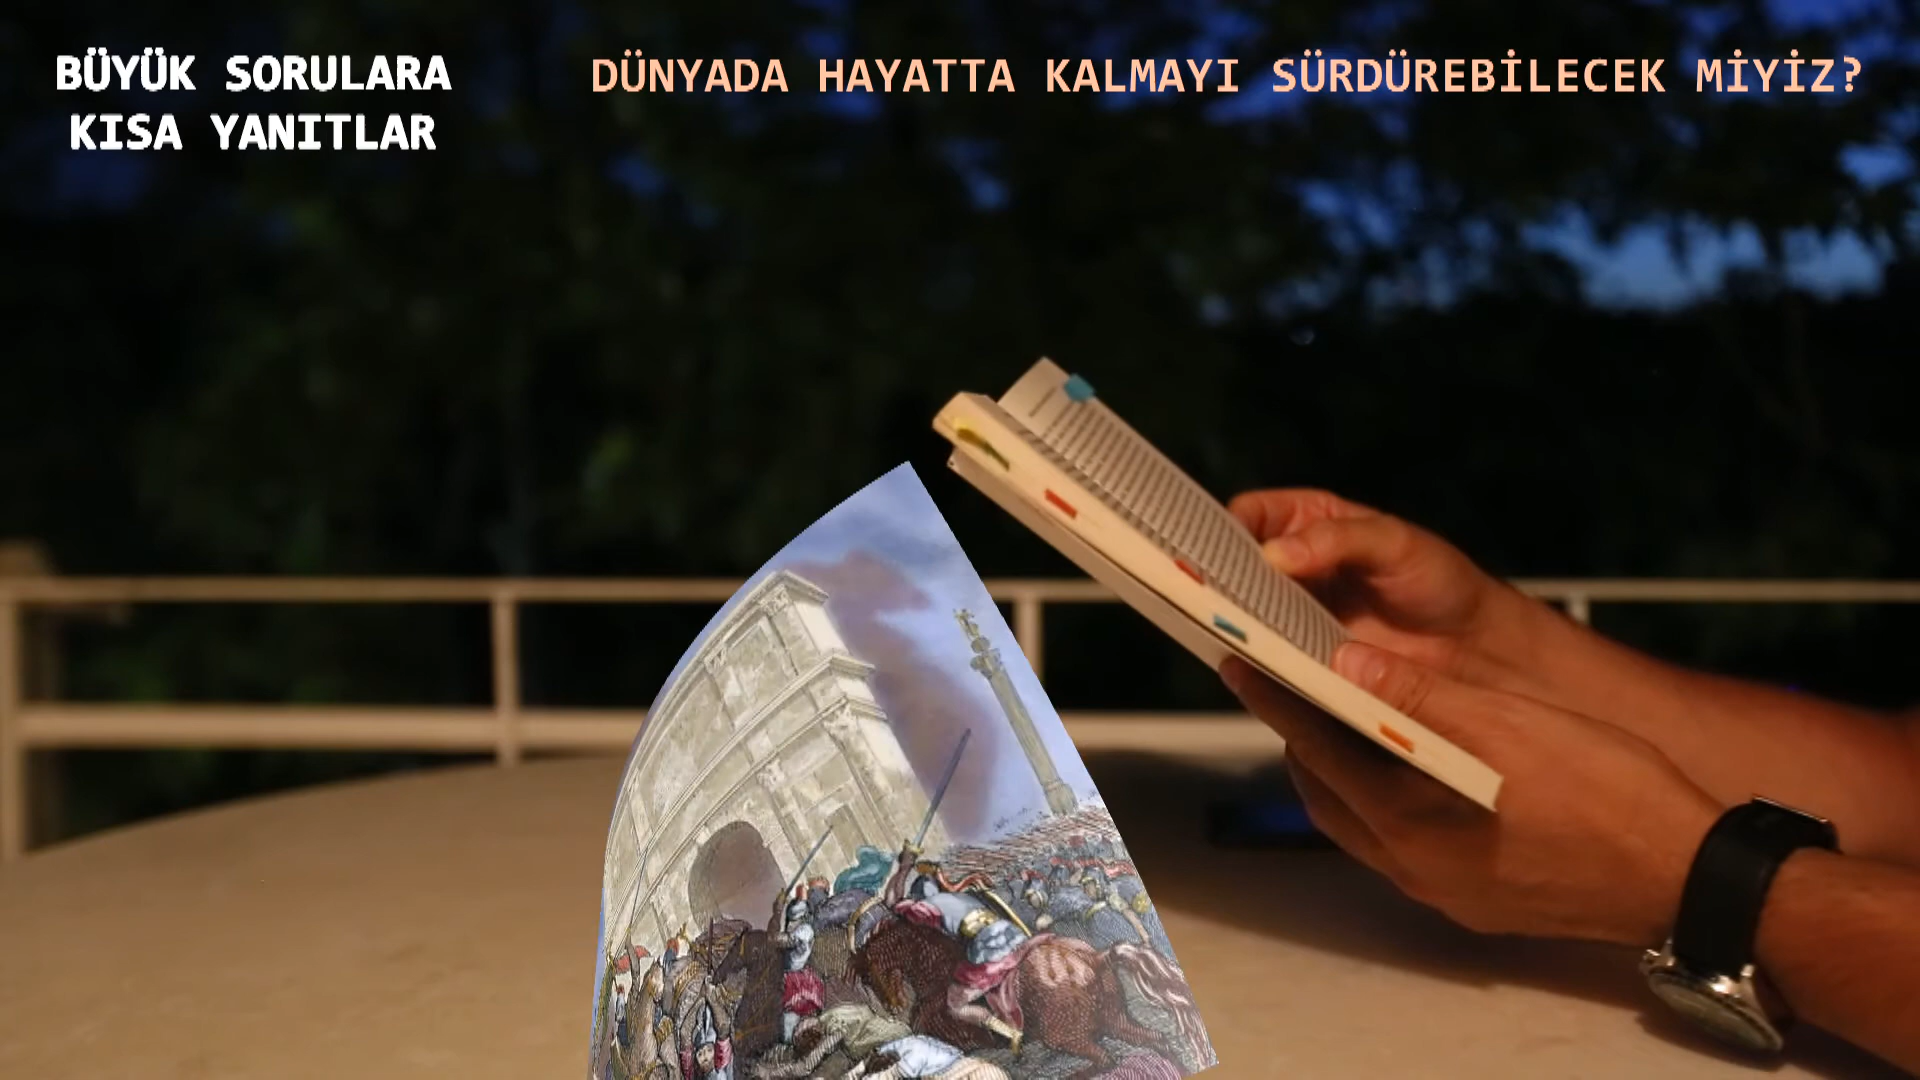 BÜYÜK SORULARA
KISA YANITLAR
DÜNYADA HAYATTA KALMAYI SÜRDÜREBİLECEK MİYİZ?